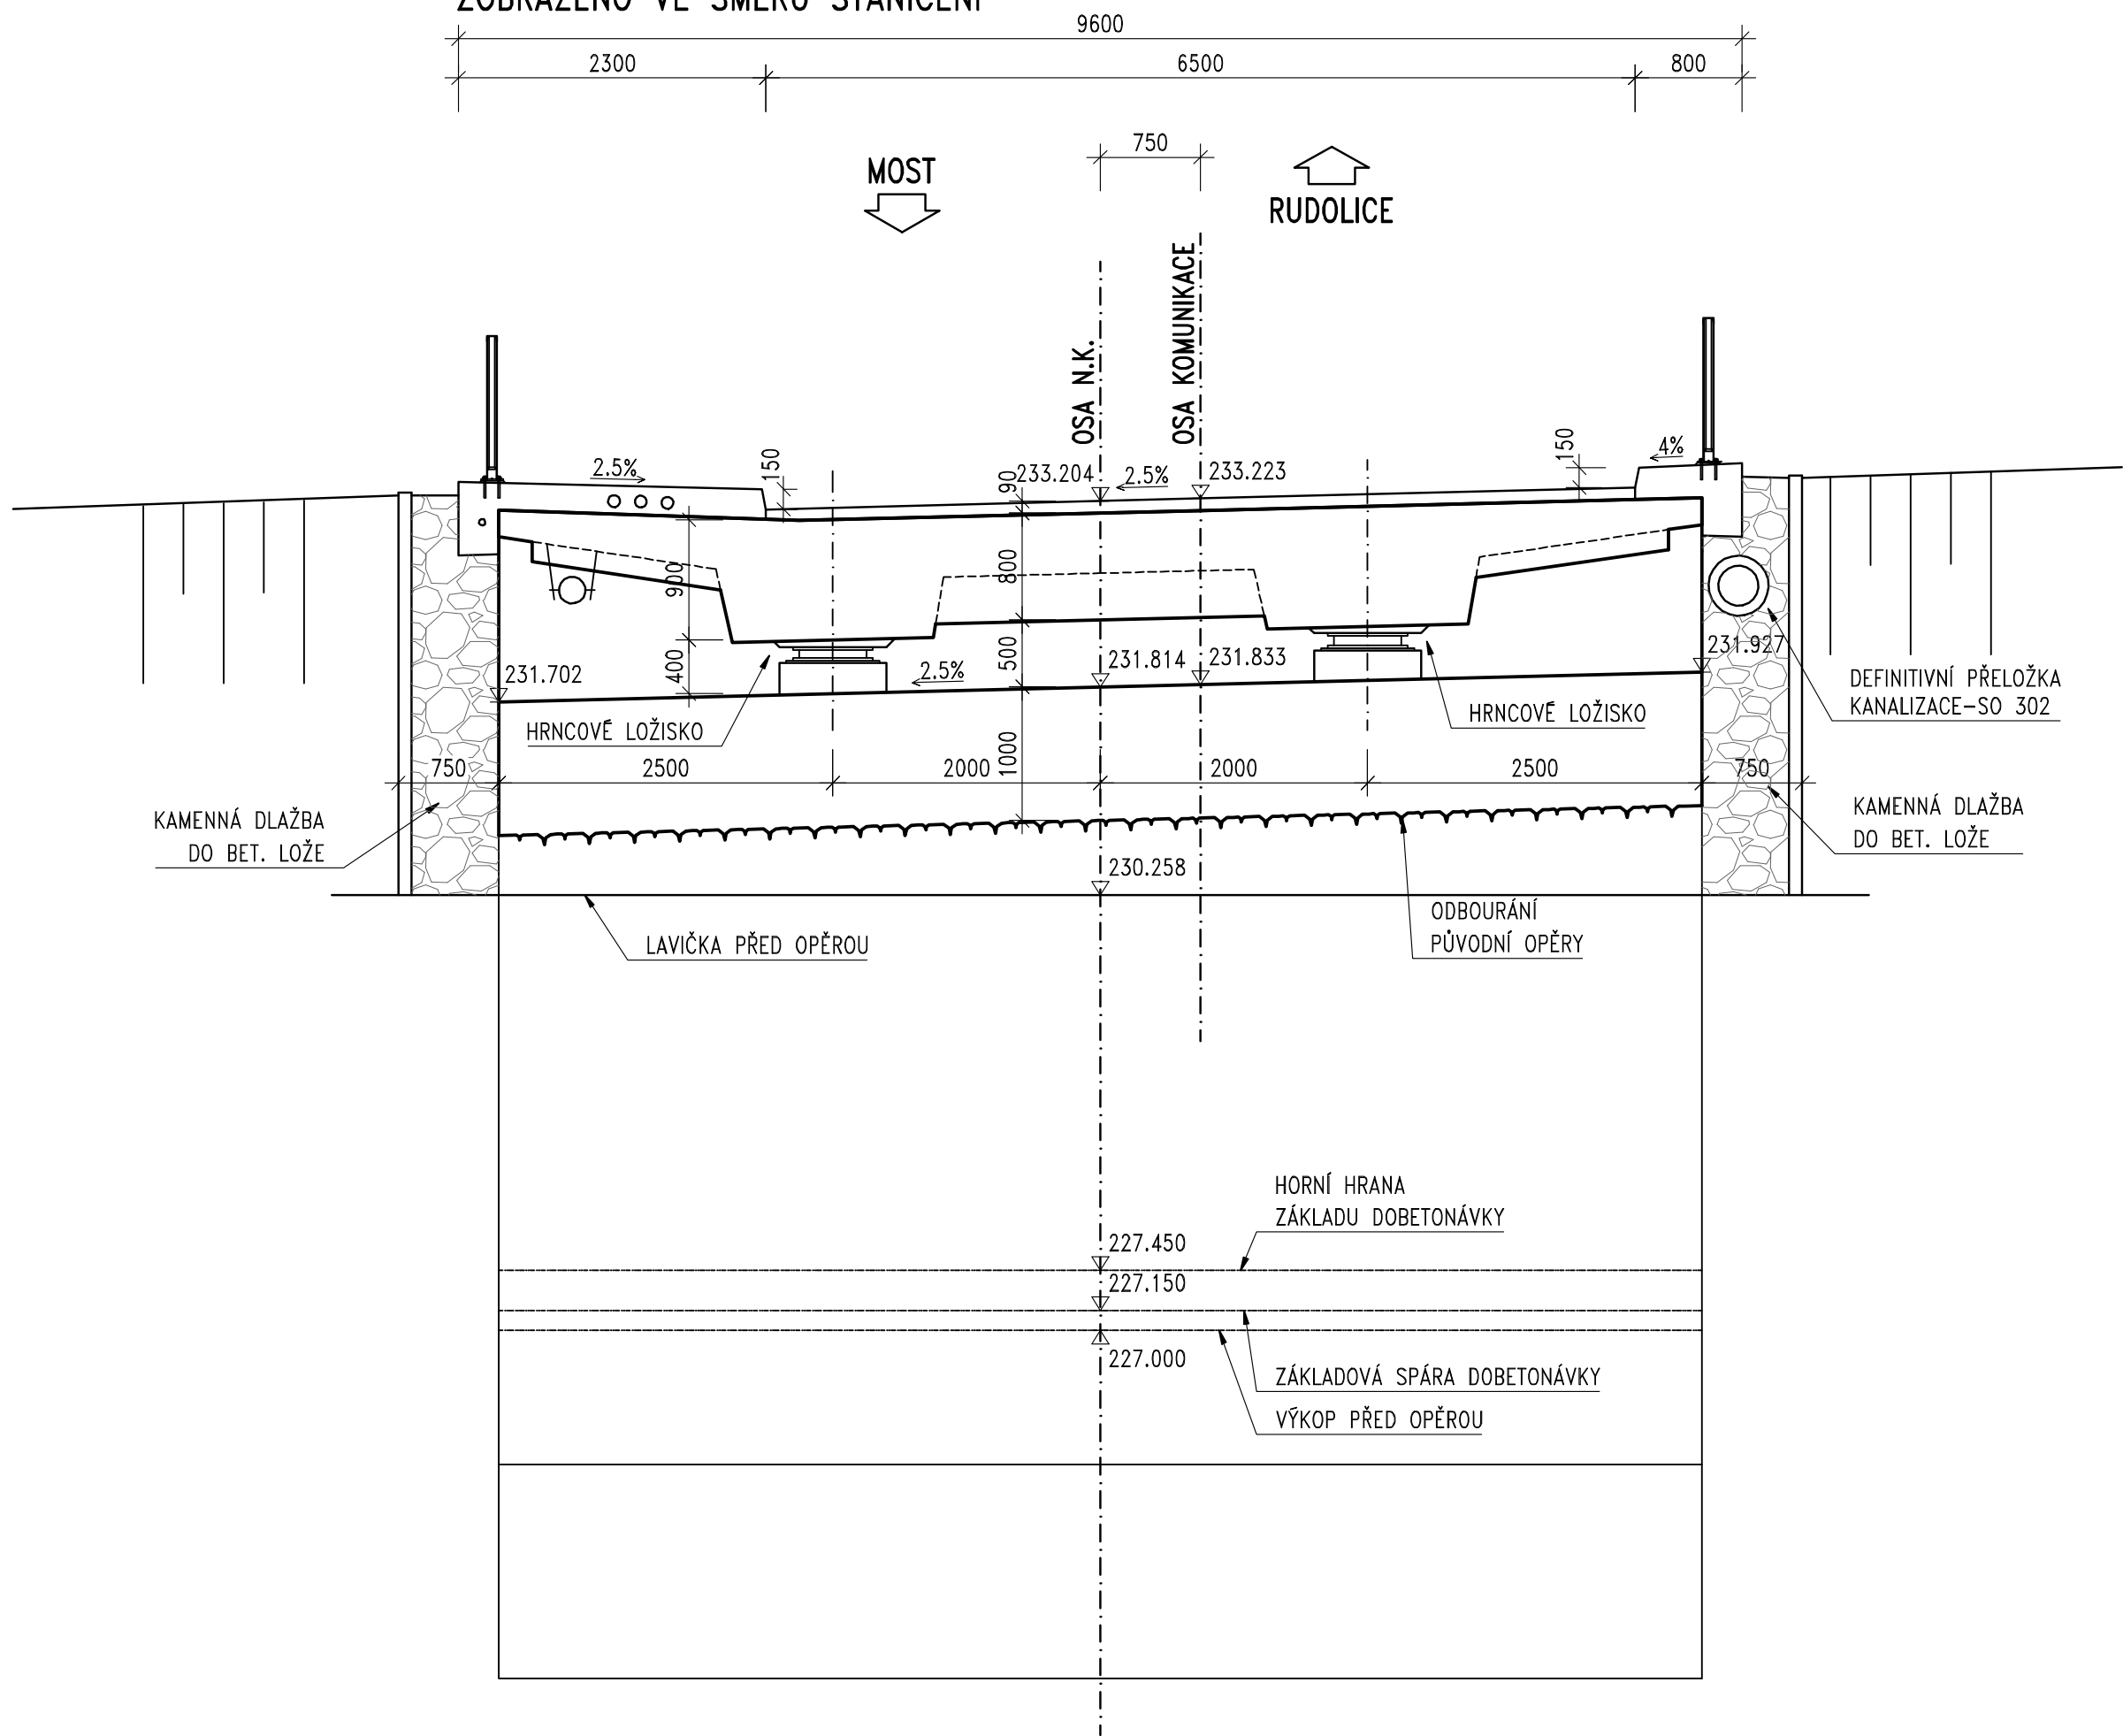 ZOBRAZENO VE SMĚRU STANIČENÍ
9600
2300
6500
800
750
MOST
RUDOLICE
OSA N.K.
OSA KOMUNIKACE
2.5%
150
90
233.204
2.5%
233.223
150
4%
900
800
400
500
231.702
2.5%
231.814
231.833
231.927
HRNCOVÉ LOŽISKO
HRNCOVÉ LOŽISKO
DEFINITIVNÍ PŘELOŽKA
KANALIZACE-SO 302
1000
750
2500
2000
2000
2500
750
KAMENNÁ DLAŽBA
DO BET. LOŽE
KAMENNÁ DLAŽBA
DO BET. LOŽE
230.258
LAVIČKA PŘED OPĚROU
ODBOURÁNÍ
PŮVODNÍ OPĚRY
HORNÍ HRANA
ZÁKLADU DOBETONÁVKY
227.450
227.150
227.000
ZÁKLADOVÁ SPÁRA DOBETONÁVKY
VÝKOP PŘED OPĚROU